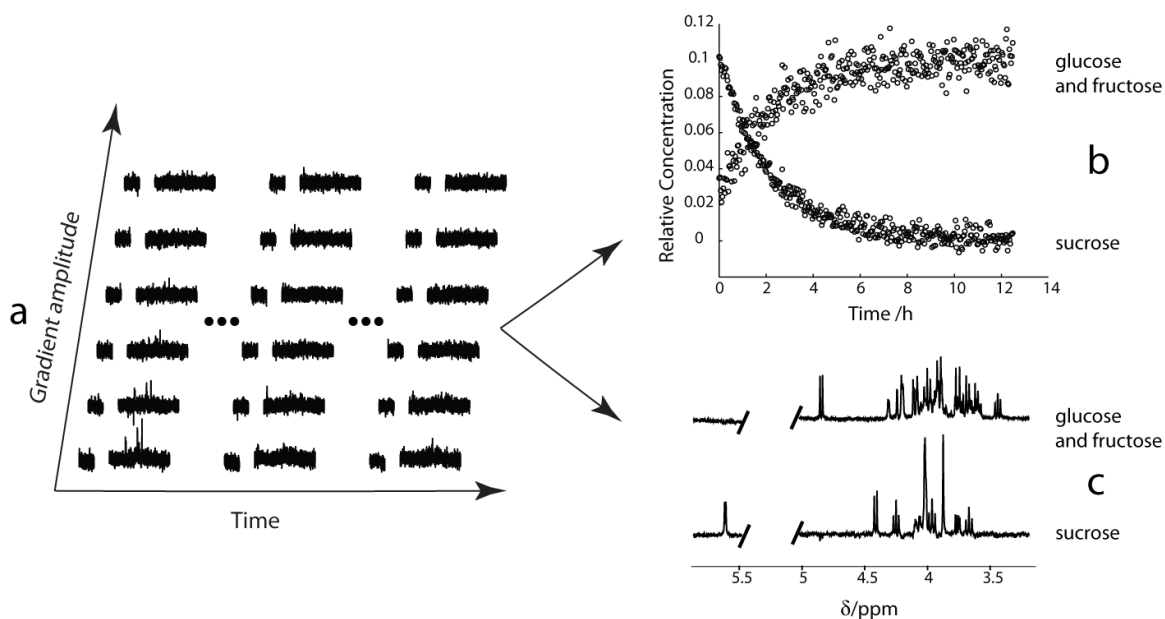 a
Gradient amplitude
Time
0.12
0.1
0.08
0.06
0.04
0.02
0
Relative Concentration
0 2 4 6 8 10 12 14
Time /h
glucose
and fructose
b
sucrose
glucose
and fructose
c
sucrose
5.5 5 4.5 4 3.5
δ/ppm